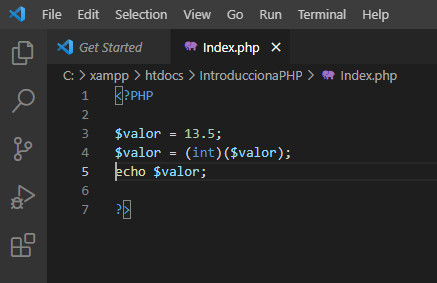 File Edit Selection View Go Run Terminal Help
Get Started Index.php
C: > xampp > htdocs > IntroduccionaPHP > Index.php
1 <?PHP
2
3 $valor = 13.5;
4 $valor = (int)($valor);
5 echo $valor;
6
7 ?>